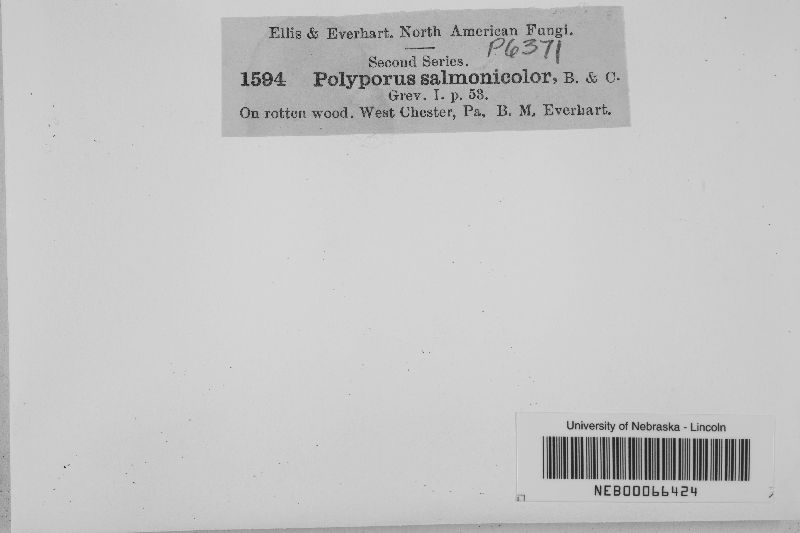 Ellis & Everhart. North American Fungi.
P6371
Second Series.
1594 Polyporus salmonicolor, B. & C.
Grev. I. p. 53.
On rotten wood. West Chester, Pa. B. M. Everhart.
University of Nebraska - Lincoln
NEB00066424